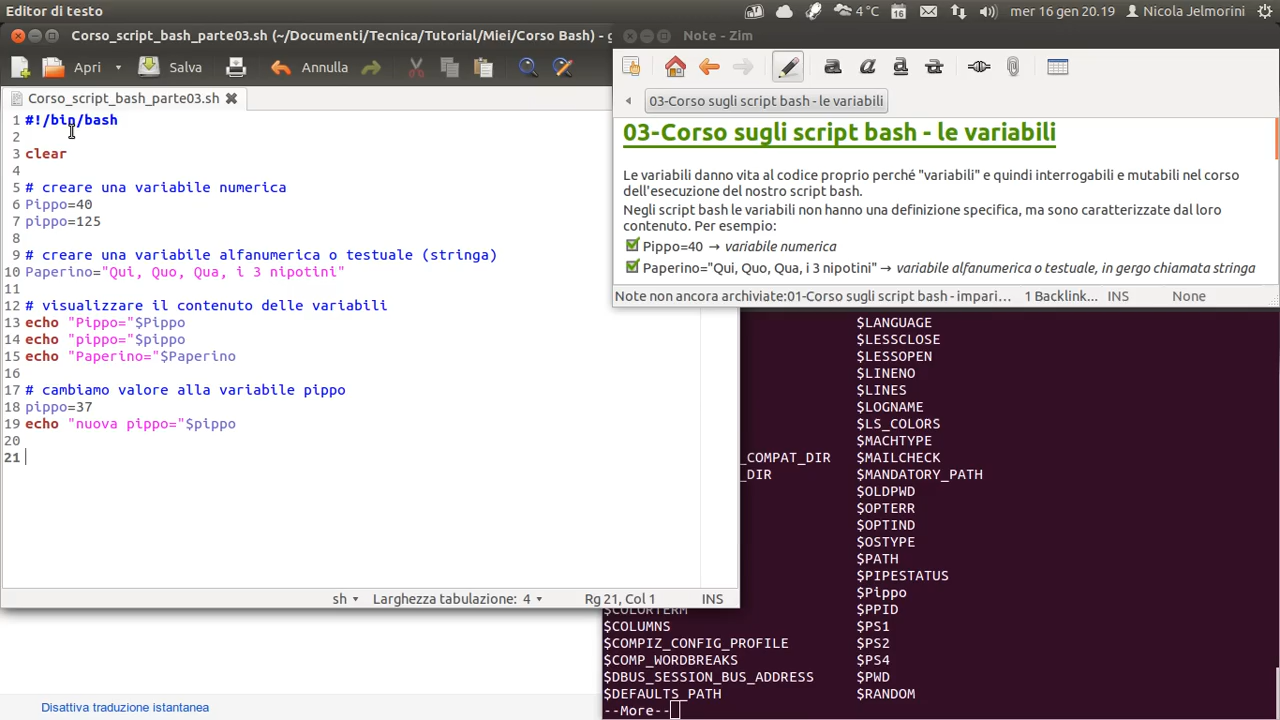 Editor di testo
4 °C
mer 16 gen 20.19
Nicola Jelmorini
Corso_script_bash_parte03.sh (~/Documenti/Tecnica/Tutorial/Miei/Corso Bash) - g
Apri
Salva
Annulla
Corso_script_bash_parte03.sh
1 #!/bin/bash
2
3 clear
4
5 # creare una variabile numerica
6 Pippo=40
7 pippo=125
8
9 # creare una variabile alfanumerica o testuale (stringa)
10 Paperino="Qui, Quo, Qua, i 3 nipotini"
11
12 # visualizzare il contenuto delle variabili
13 echo "Pippo="$Pippo
14 echo "pippo="$pippo
15 echo "Paperino="$Paperino
16
17 # cambiamo valore alla variabile pippo
18 pippo=37
19 echo "nuova pippo="$pippo
20
21
sh
Larghezza tabulazione: 4
Rg 21, Col 1
INS
Note - Zim
03-Corso sugli script bash - le variabili
03-Corso sugli script bash - le variabili
Le variabili danno vita al codice proprio perché "variabili" e quindi interrogabili e mutabili nel corso
dell'esecuzione del nostro script bash.
Negli script bash le variabili non hanno una definizione specifica, ma sono caratterizzate dal loro
contenuto. Per esempio:
Pippo=40 → variabile numerica
Paperino="Qui, Quo, Qua, i 3 nipotini" → variabile alfanumerica o testuale, in gergo chiamata stringa
Note non ancora archiviate:01-Corso sugli script bash - impari…
1 Backlink...
INS
None
$LANGUAGE
$LESSCLOSE
$LESSOPEN
$LINENO
$LINES
$LOGNAME
$LS_COLORS
$MACHTYPE
_COMPAT_DIR $MAILCHECK
_DIR $MANDATORY_PATH
$OLDPWD
$OPTERR
$OPTIND
$OSTYPE
$PATH
$PIPESTATUS
$Pippo
$COLORTERM $PPID
$COLUMNS $PS1
$COMPIZ_CONFIG_PROFILE $PS2
$COMP_WORDBREAKS $PS4
$DBUS_SESSION_BUS_ADDRESS $PWD
$DEFAULTS_PATH $RANDOM
--More--
Disattiva traduzione istantanea